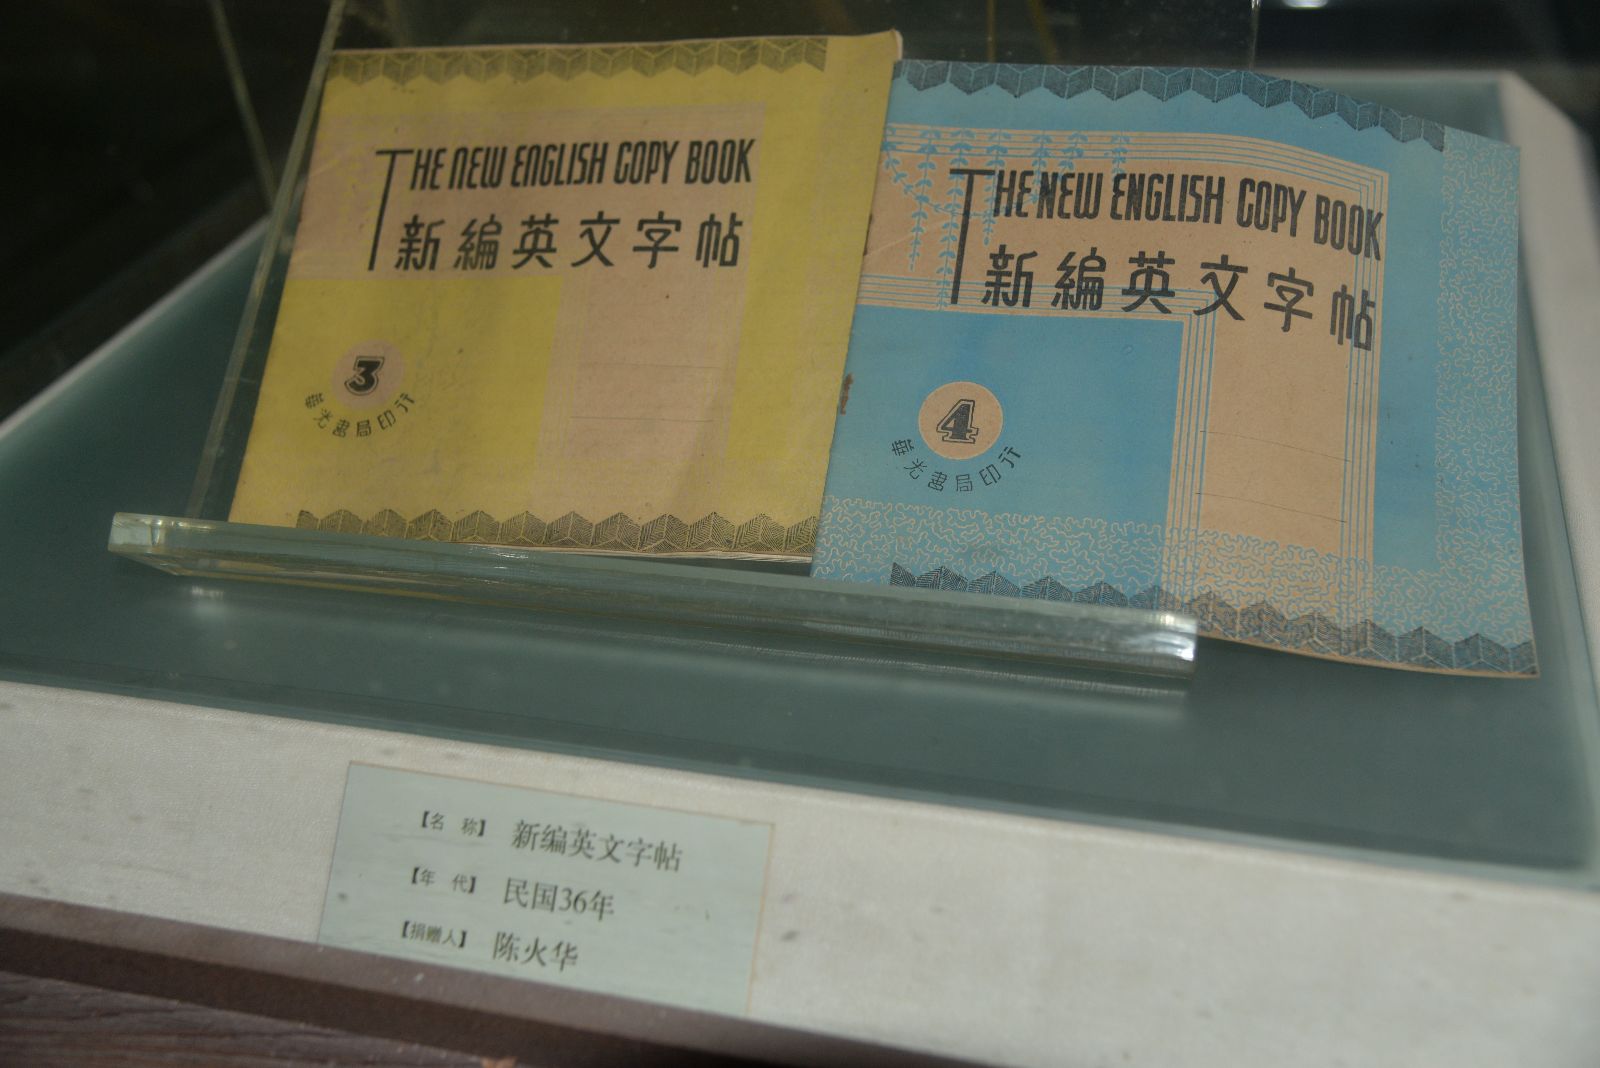 THE NEW ENGLISH COPY BOOK
新編英文字帖
3
華光書局印行
THE NEW ENGLISH COPY BOOK
新編英文字帖
4
華光書局印行
【名 称】 新编英文字帖
【年 代】 民国36年
【捐赠人】 陈火华